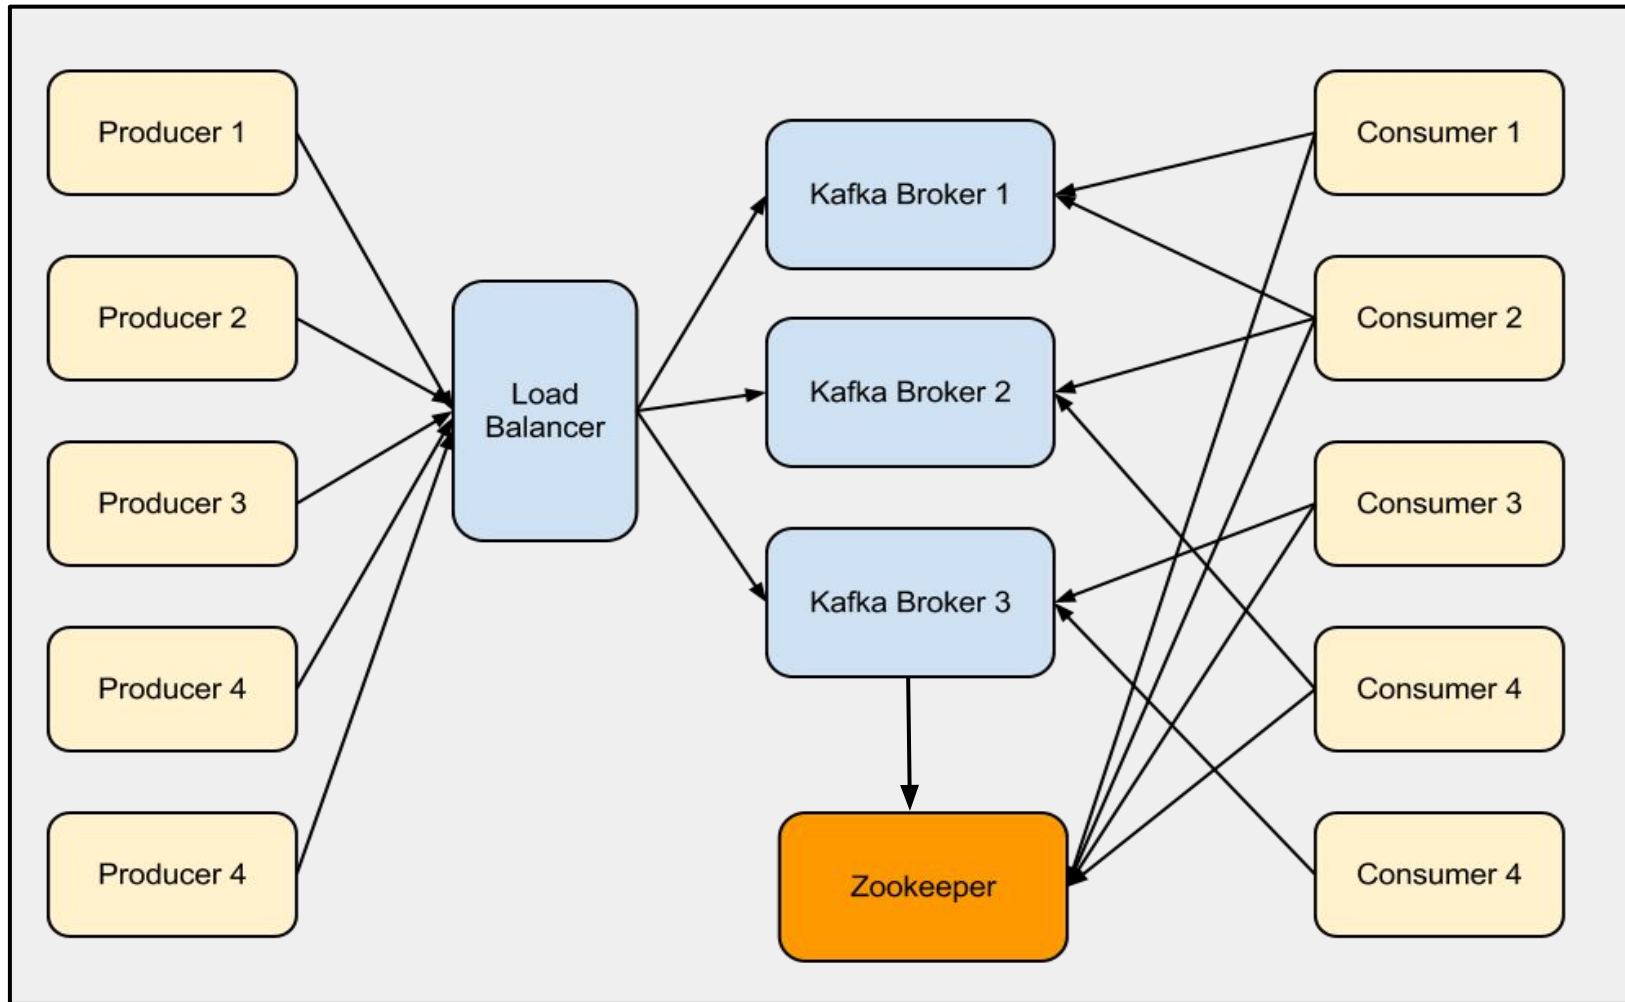 Producer 1
Producer 2
Producer 3
Producer 4
Producer 4
Load
Balancer
Kafka Broker 1
Kafka Broker 2
Kafka Broker 3
Zookeeper
Consumer 1
Consumer 2
Consumer 3
Consumer 4
Consumer 4